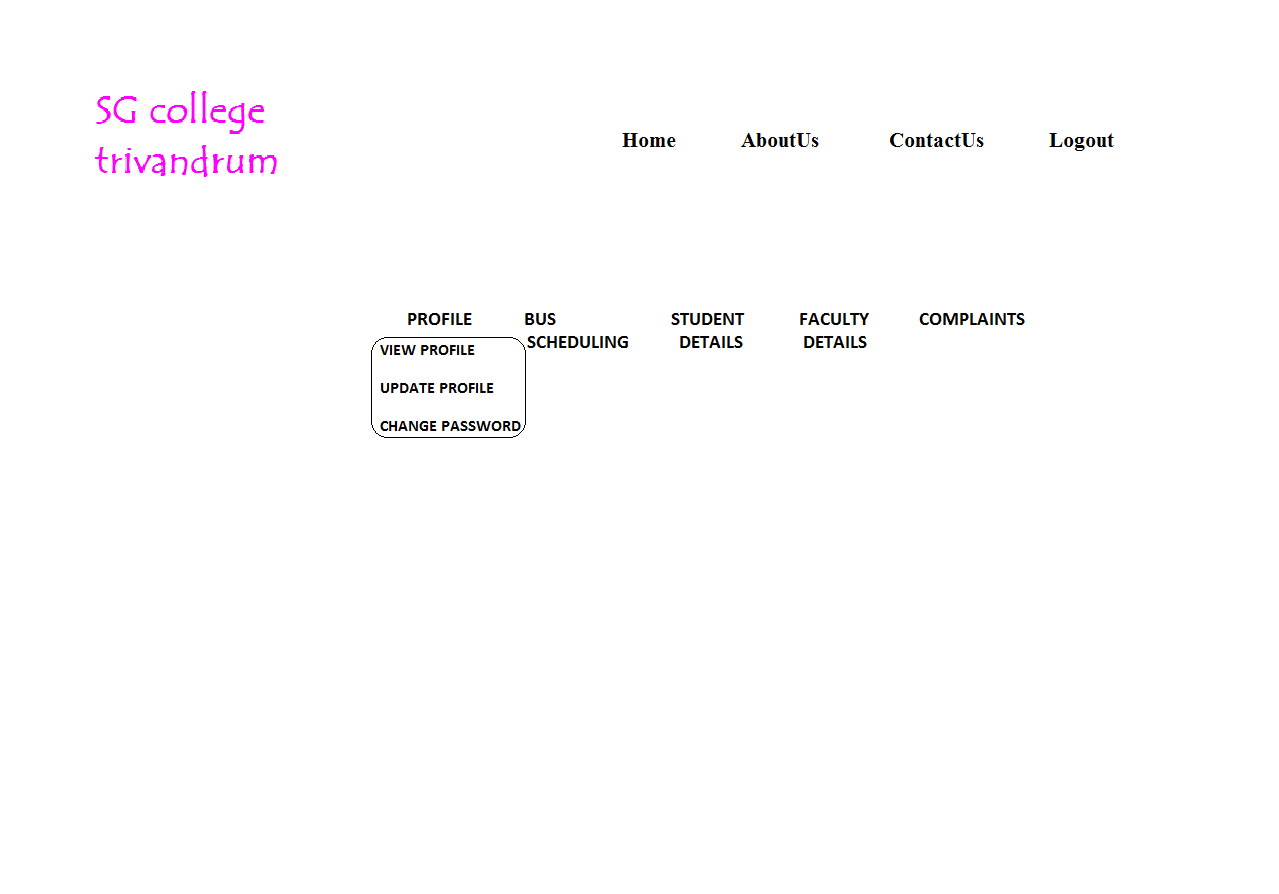 SG college
trivandrum
Home AboutUs ContactUs Logout
PROFILE BUS STUDENT FACULTY COMPLAINTS
SCHEDULING DETAILS DETAILS
VIEW PROFILE
UPDATE PROFILE
CHANGE PASSWORD